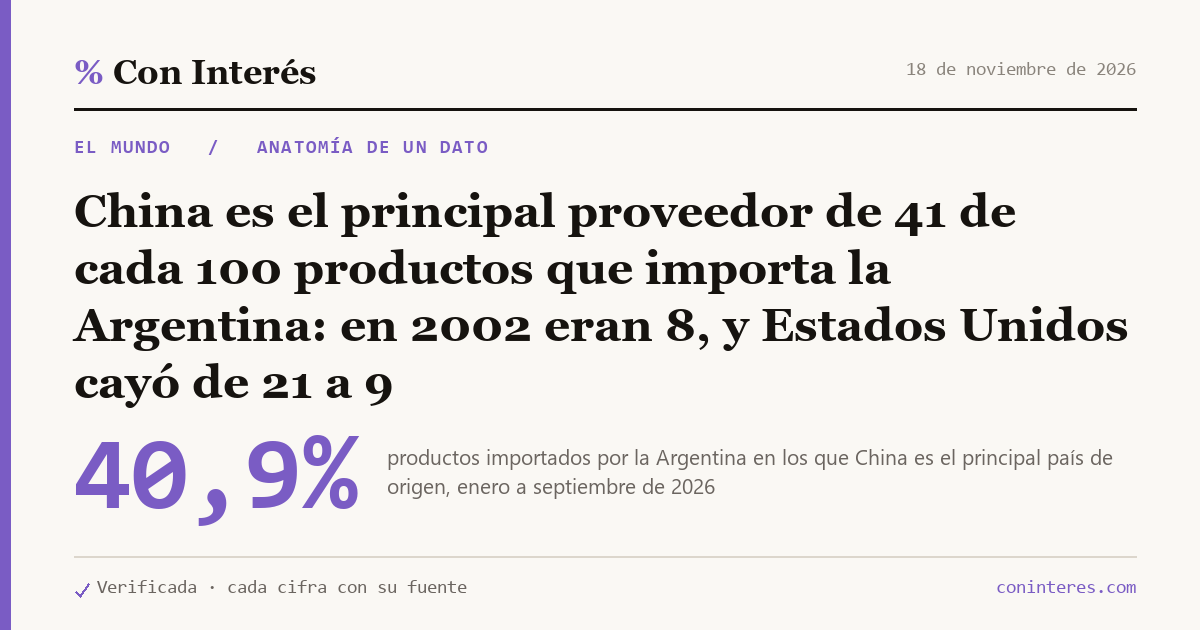 % Con Interés
18 de noviembre de 2026
EL MUNDO / ANATOMÍA DE UN DATO
China es el principal proveedor de 41 de
cada 100 productos que importa la
Argentina: en 2002 eran 8, y Estados Unidos
cayó de 21 a 9
40,9%
productos importados por la Argentina en los que China es el principal país de
origen, enero a septiembre de 2026
✓ Verificada · cada cifra con su fuente
coninteres.com